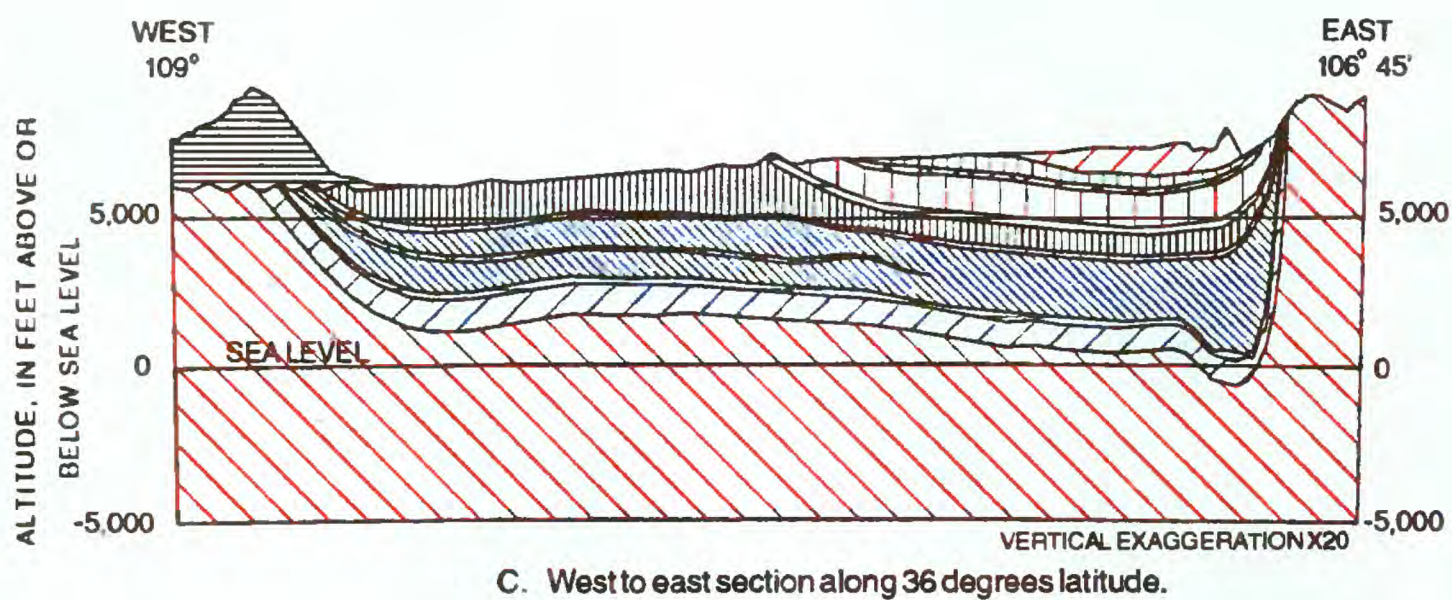 WEST
109°
EAST
106° 45'
ALTITUDE, IN FEET ABOVE OR
BELOW SEA LEVEL
5,000
0
-5,000
SEA LEVEL
5,000
0
-5,000
VERTICAL EXAGGERATION X20
C. West to east section along 36 degrees latitude.